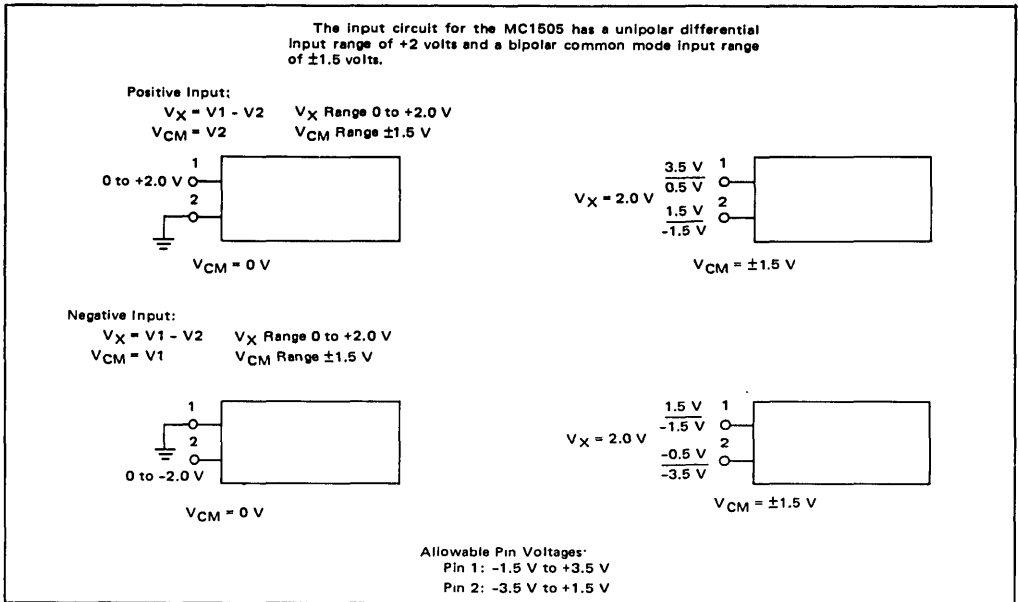 The input circuit for the MC1505 has a unipolar differential
input range of +2 volts and a bipolar common mode input range
of ±1.5 volts.
Positive Input:
VX = V1 - V2 VX Range 0 to +2.0 V
VCM = V2 VCM Range ±1.5 V
1
0 to +2.0 V
2
VCM = 0 V
VX = 2.0 V
3.5 V
0.5 V
1
1.5 V
-1.5 V
2
VCM = ±1.5 V
Negative Input:
VX = V1 - V2 VX Range 0 to +2.0 V
VCM = V1 VCM Range ±1.5 V
1
2
0 to -2.0 V
VCM = 0 V
VX = 2.0 V
1.5 V
-1.5 V
1
-0.5 V
-3.5 V
2
VCM = ±1.5 V
Allowable Pin Voltages:
Pin 1: -1.5 V to +3.5 V
Pin 2: -3.5 V to +1.5 V